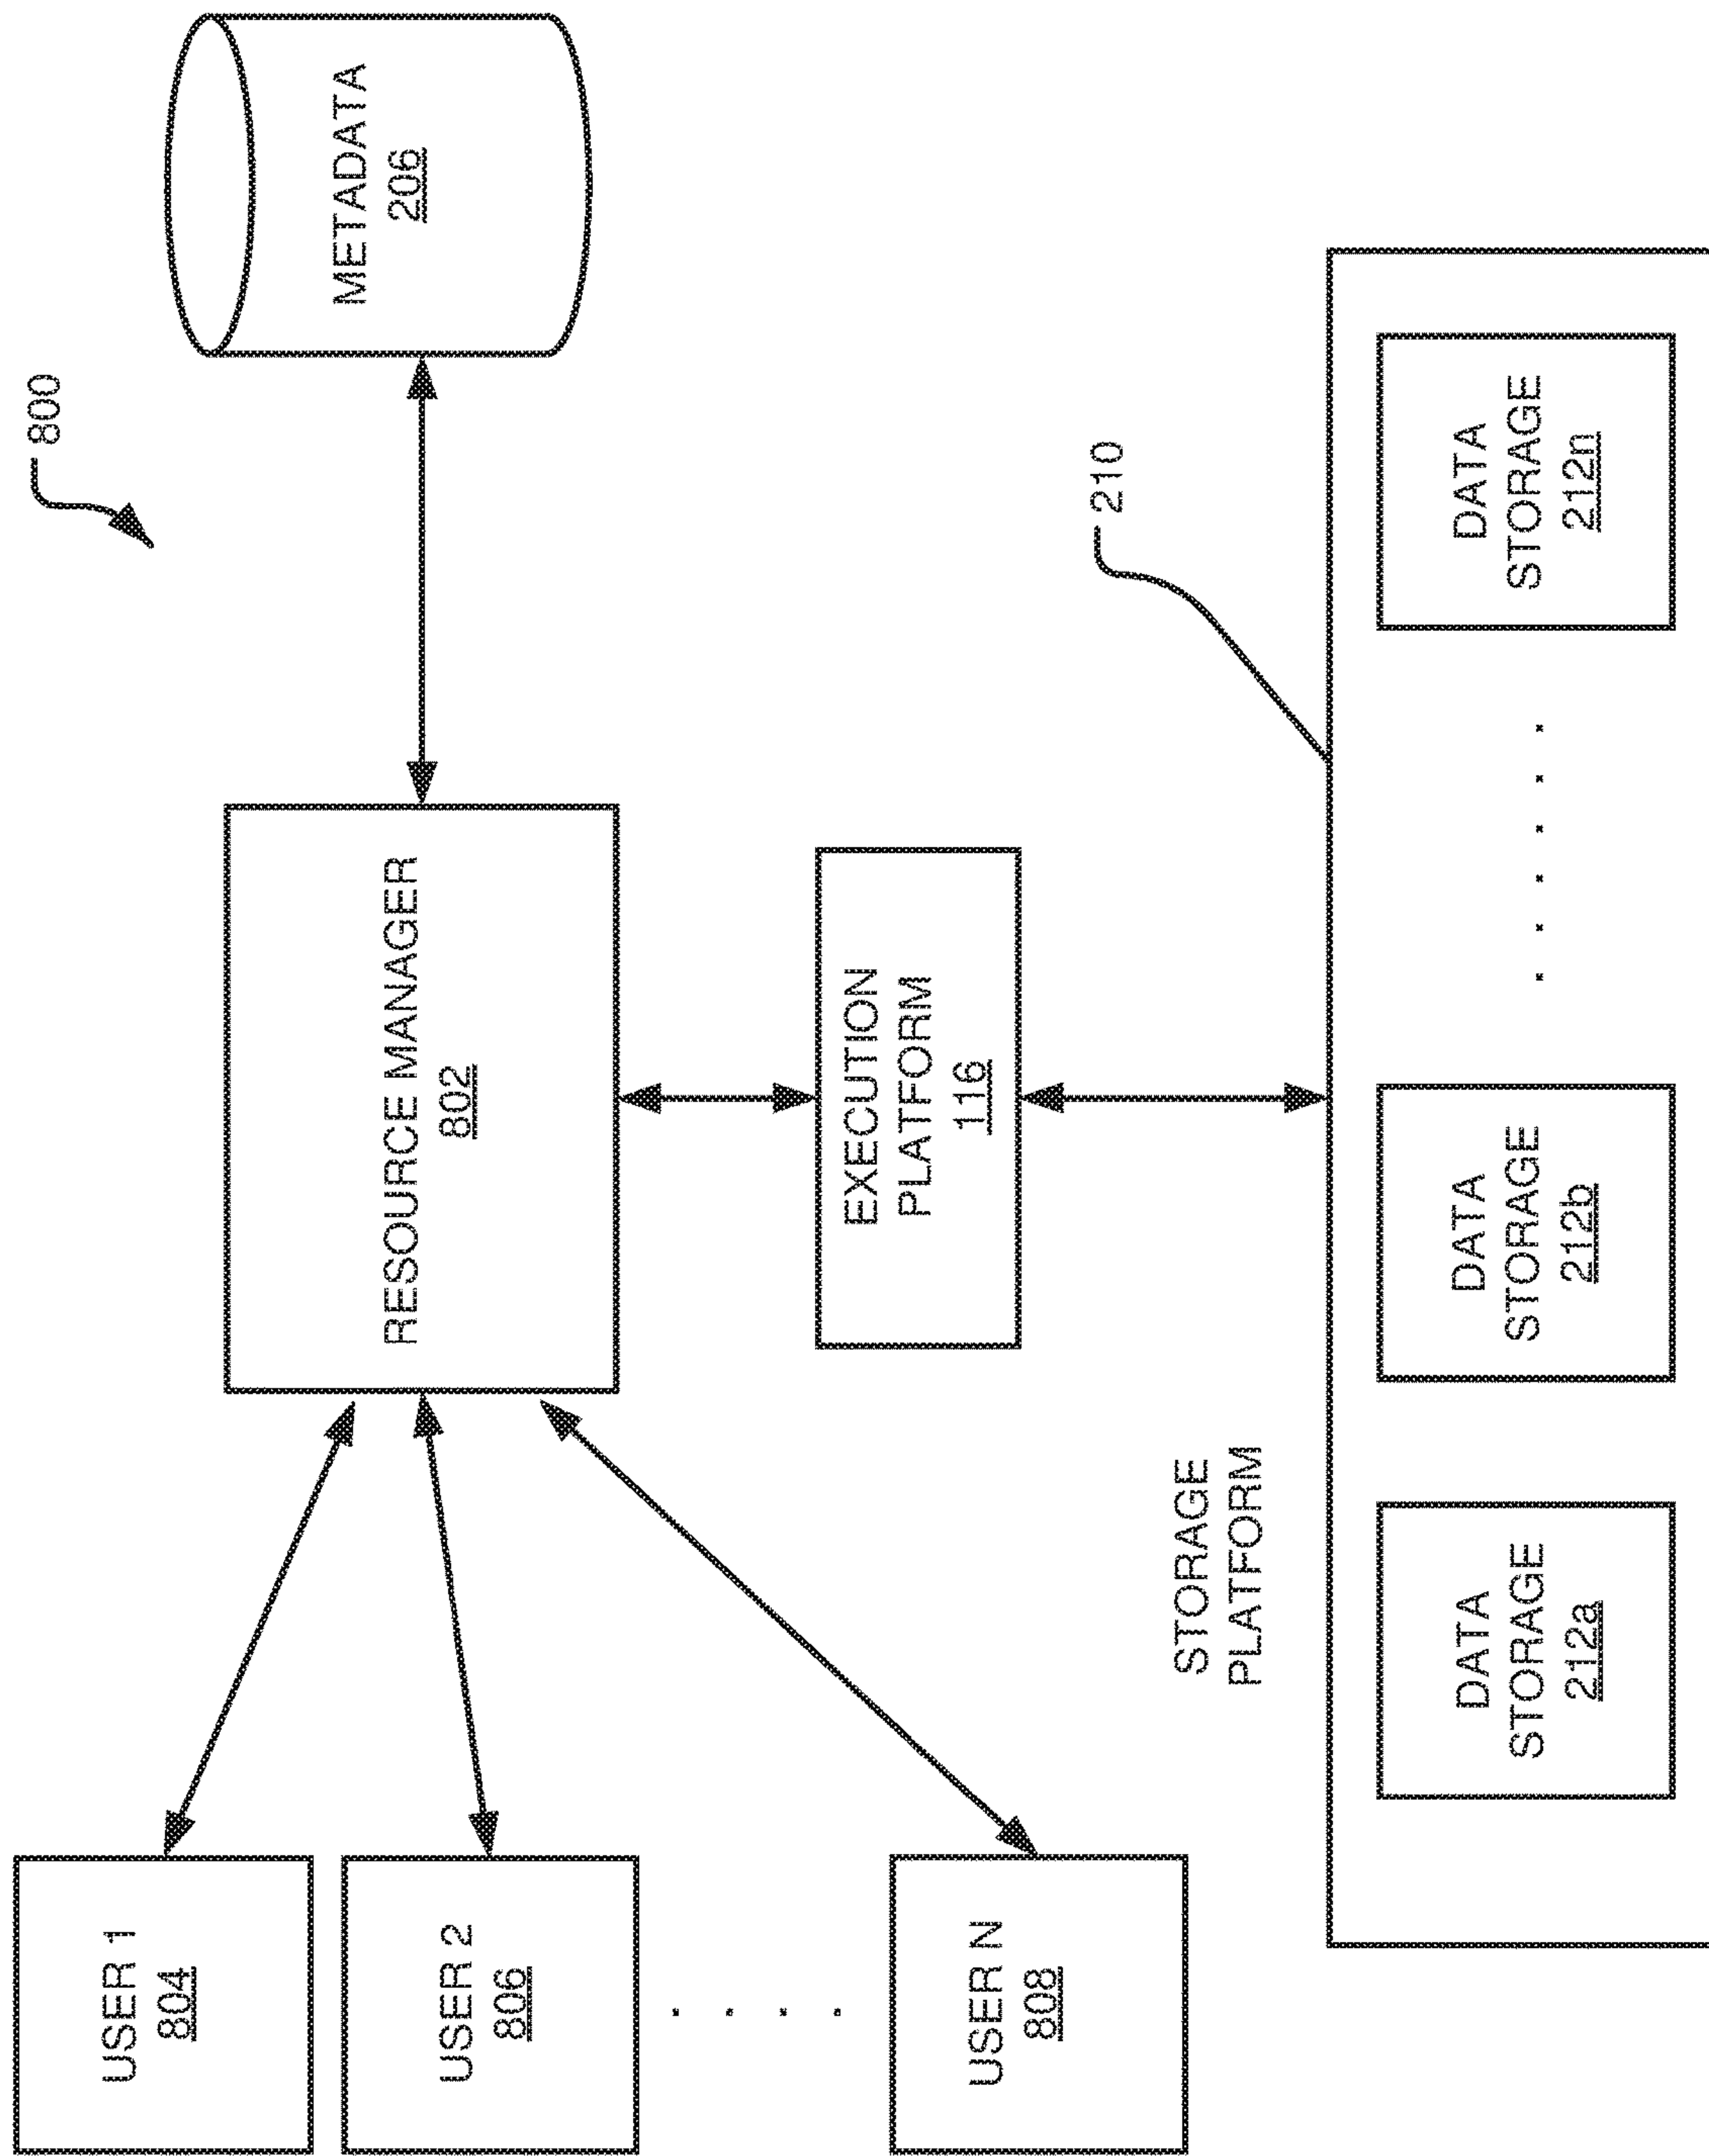 800
USER 1
804
USER 2
806
USER N
808
RESOURCE MANAGER
802
METADATA
206
EXECUTION
PLATFORM
116
STORAGE
PLATFORM
210
DATA
STORAGE
212a
DATA
STORAGE
212b
DATA
STORAGE
212n